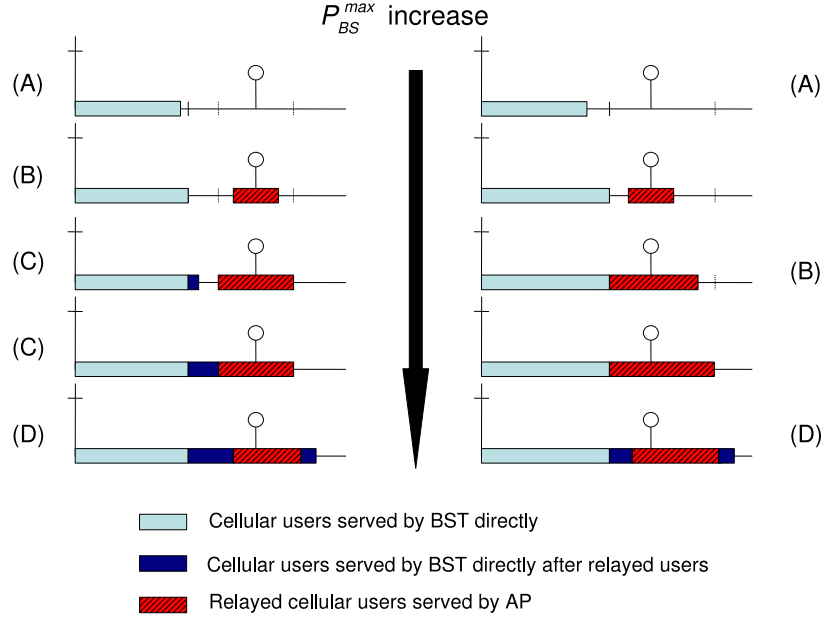 P_BS^max increase
(A) (A)
(B)
(C) (B)
(C)
(D) (D)
Cellular users served by BST directly
Cellular users served by BST directly after relayed users
Relayed cellular users served by AP